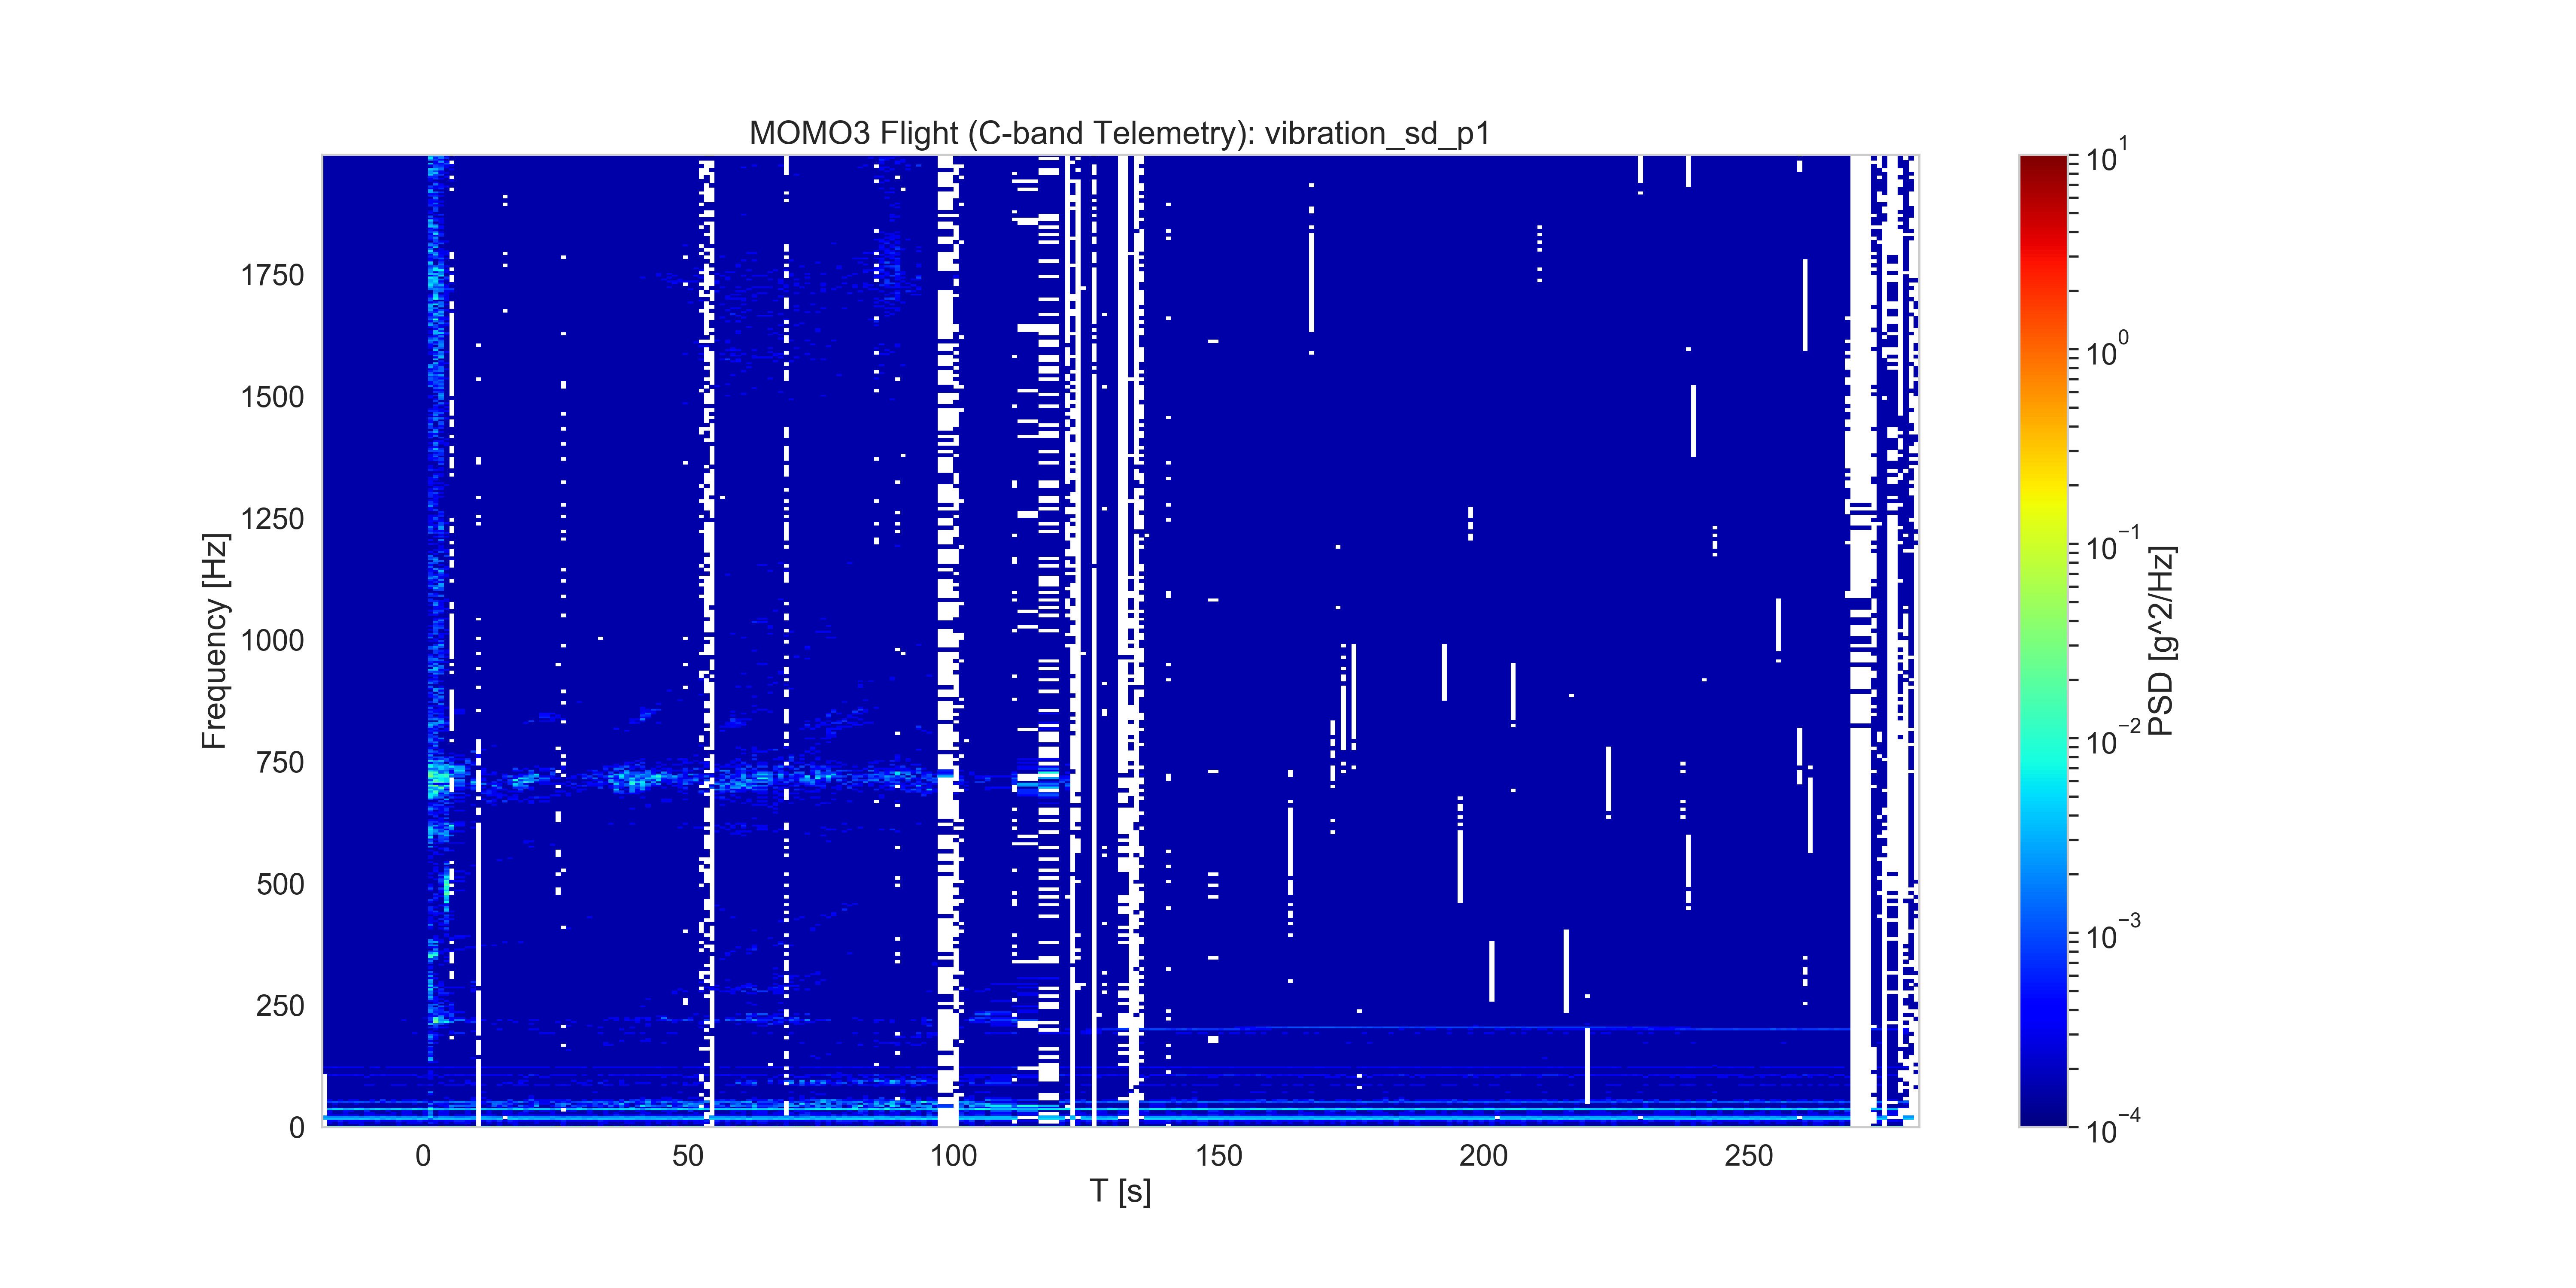 MOMO3 Flight (C-band Telemetry): vibration_sd_p1
Frequency [Hz]
1750
1500
1250
1000
750
500
250
0
0 50 100 150 200 250
T [s]
10^1
10^0
10^−1
10^−2
10^−3
10^−4
PSD [g^2/Hz]